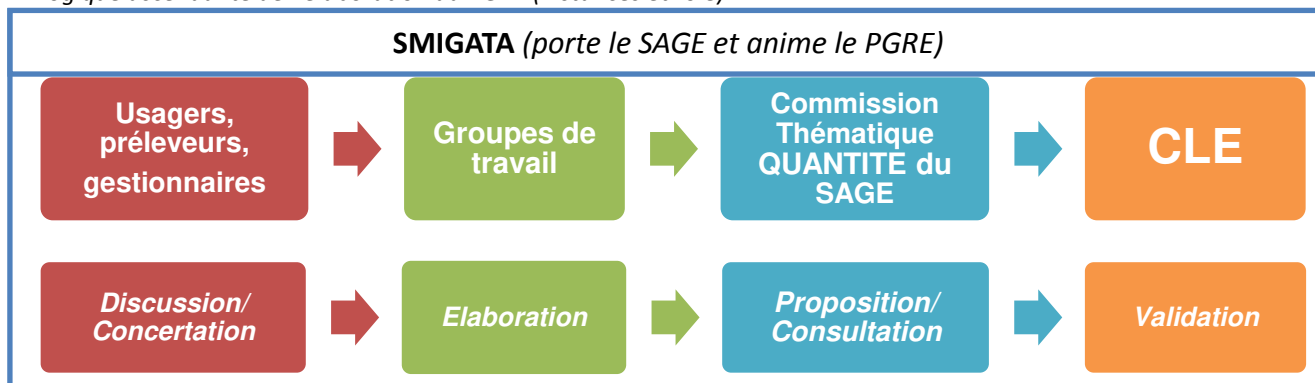 SMIGATA (porte le SAGE et anime le PGRE)
Usagers,
préleveurs,
gestionnaires
Groupes de
travail
Commission
Thématique
QUANTITE du
SAGE
CLE
Discussion/
Concertation
Elaboration
Proposition/
Consultation
Validation